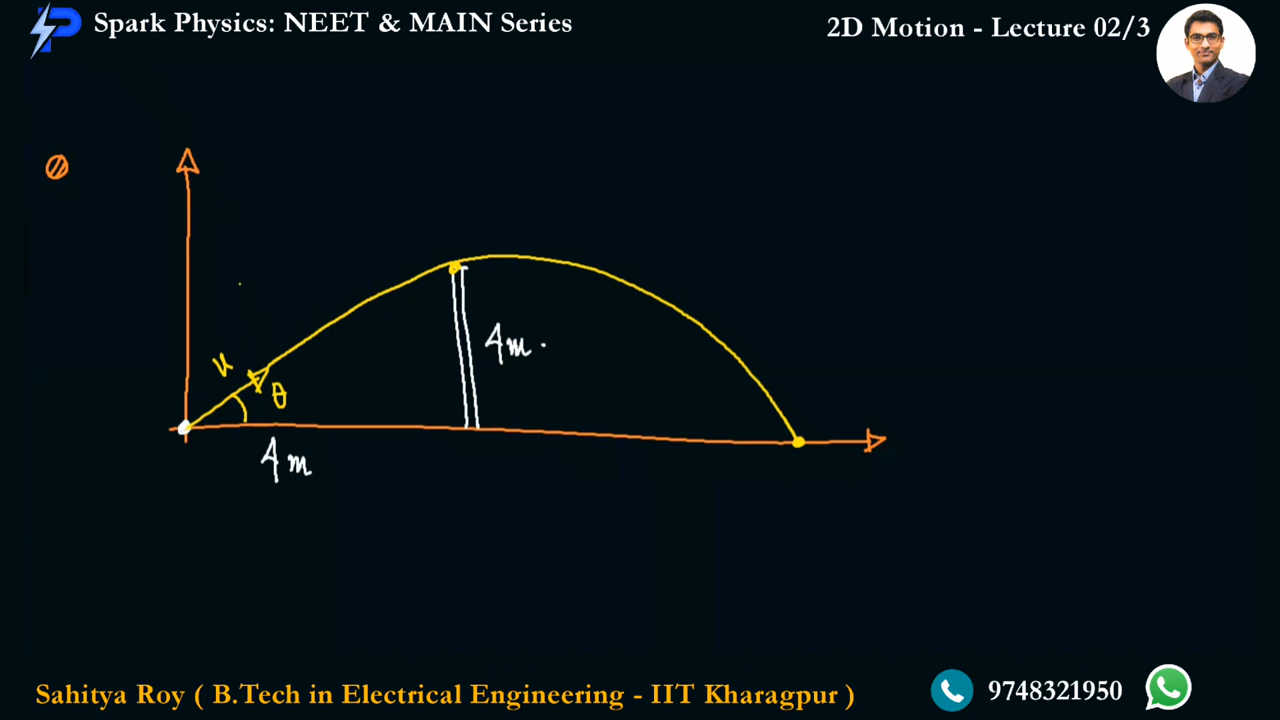 Spark Physics: NEET & MAIN Series
2D Motion - Lecture 02/3
u
θ
4m.
4m
Sahitya Roy ( B.Tech in Electrical Engineering - IIT Kharagpur )
9748321950